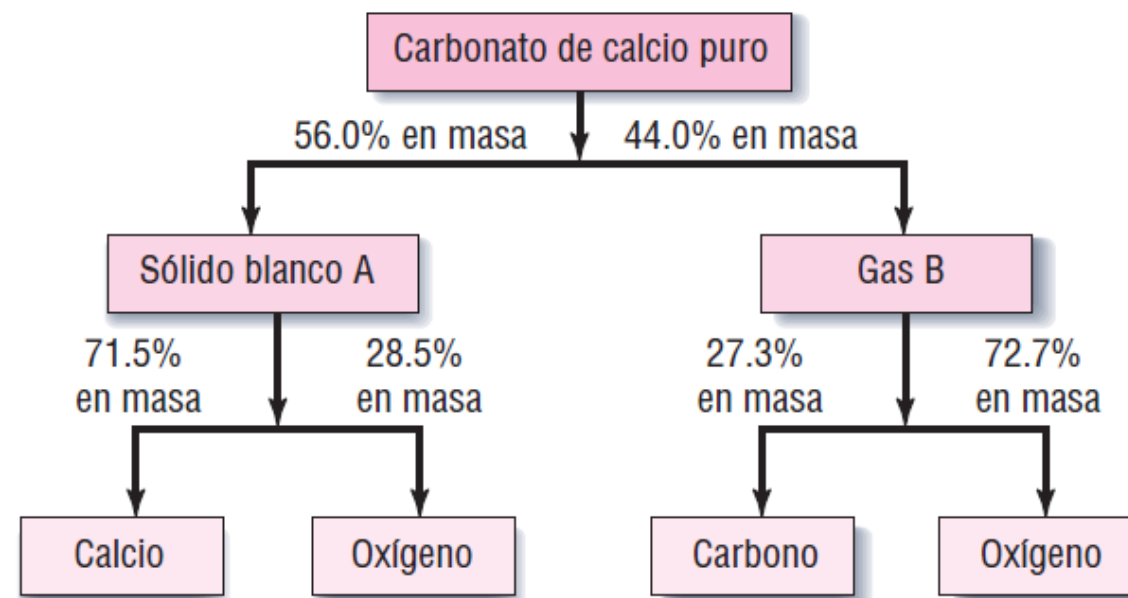 Carbonato de calcio puro
56.0% en masa
44.0% en masa
Sólido blanco A
Gas B
71.5%
en masa
28.5%
en masa
27.3%
en masa
72.7%
en masa
Calcio
Oxígeno
Carbono
Oxígeno